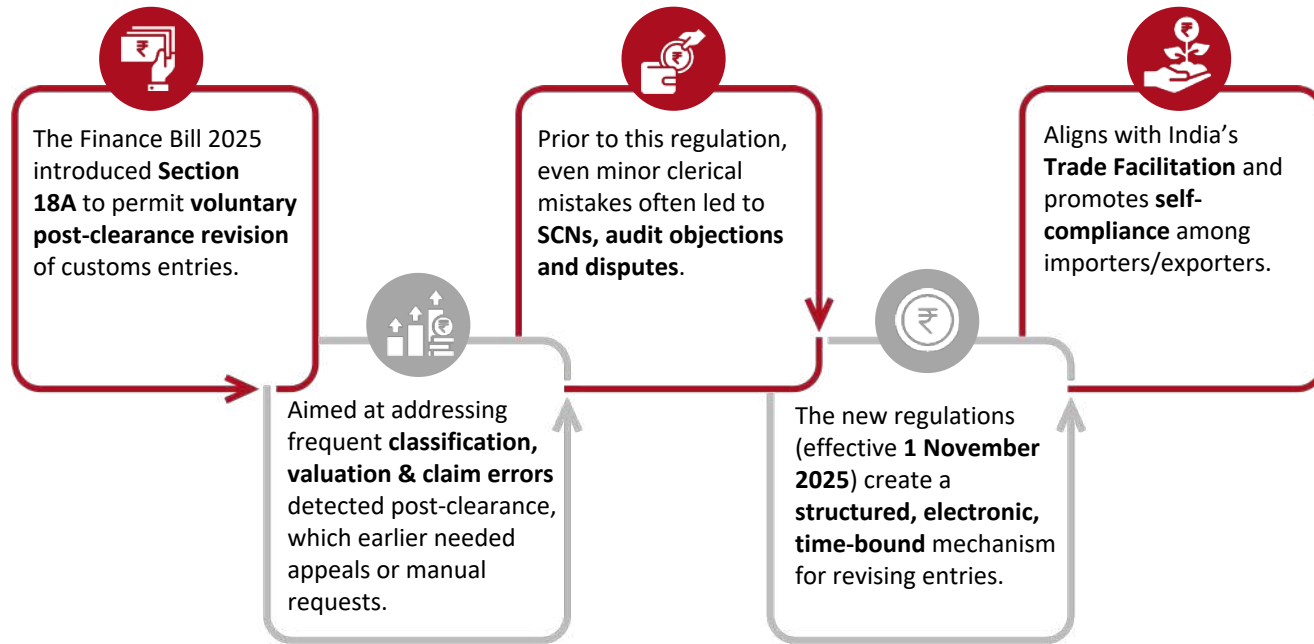 The Finance Bill 2025
introduced Section
18A to permit voluntary
post-clearance revision
of customs entries.
Aimed at addressing
frequent classification,
valuation & claim errors
detected post-clearance,
which earlier needed
appeals or manual
requests.
Prior to this regulation,
even minor clerical
mistakes often led to
SCNs, audit objections
and disputes.
The new regulations
(effective 1 November
2025) create a
structured, electronic,
time-bound mechanism
for revising entries.
Aligns with India’s
Trade Facilitation and
promotes self-
compliance among
importers/exporters.